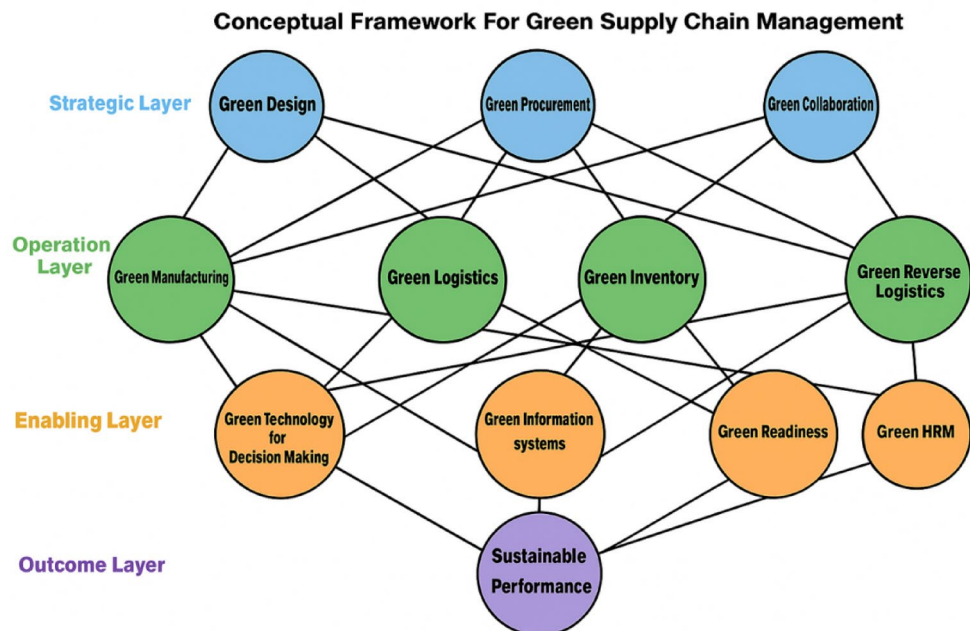 Conceptual Framework For Green Supply Chain Management
Strategic Layer
Green Design
Green Procurement
Green Collaboration
Operation
Layer
Green Manufacturing
Green Logistics
Green Inventory
Green Reverse
Logistics
Enabling Layer
Green Technology
for
Decision Making
Green Information
systems
Green Readiness
Green HRM
Outcome Layer
Sustainable
Performance